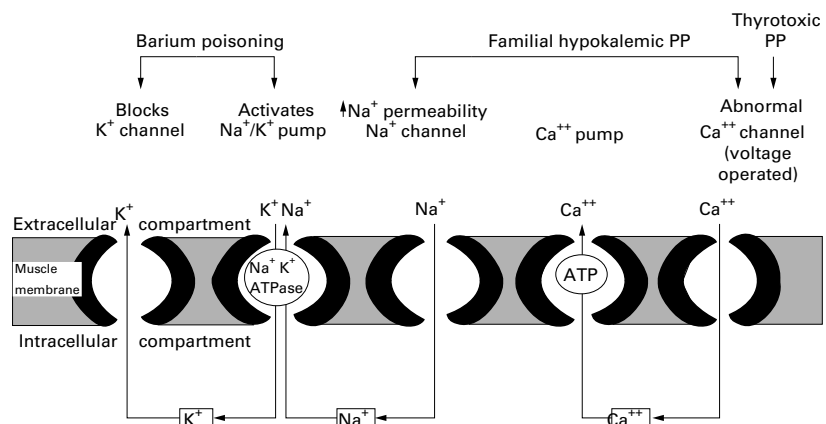 Barium poisoning
Familial hypokalemic PP
Thyrotoxic
PP
Blocks
K⁺ channel
Activates
Na⁺/K⁺ pump
↑Na⁺ permeability
Na⁺ channel
Ca⁺⁺ pump
Abnormal
Ca⁺⁺ channel
(voltage
operated)
Extracellular compartment
K⁺
K⁺ Na⁺
Na⁺
Ca⁺⁺
Ca⁺⁺
Muscle
membrane
Na⁺ K⁺
ATPase
ATP
Intracellular compartment
K⁺
Na⁺
Ca⁺⁺